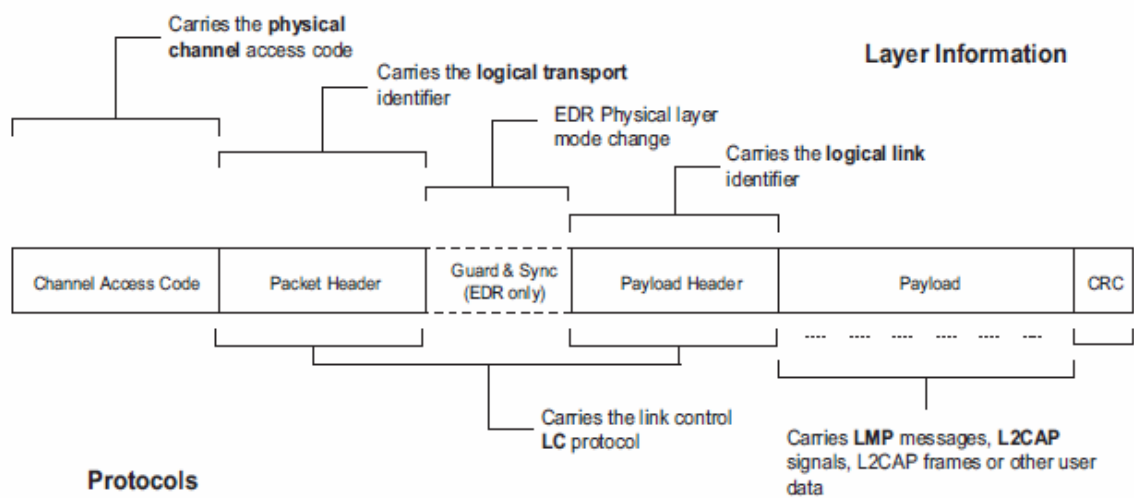 Carries the physical
channel access code
Layer Information
Carries the logical transport
identifier
EDR Physical layer
mode change
Carries the logical link
identifier
Channel Access Code
Packet Header
Guard & Sync
(EDR only)
Payload Header
Payload
CRC
Carries the link control
LC protocol
Carries LMP messages, L2CAP
signals, L2CAP frames or other user
data
Protocols